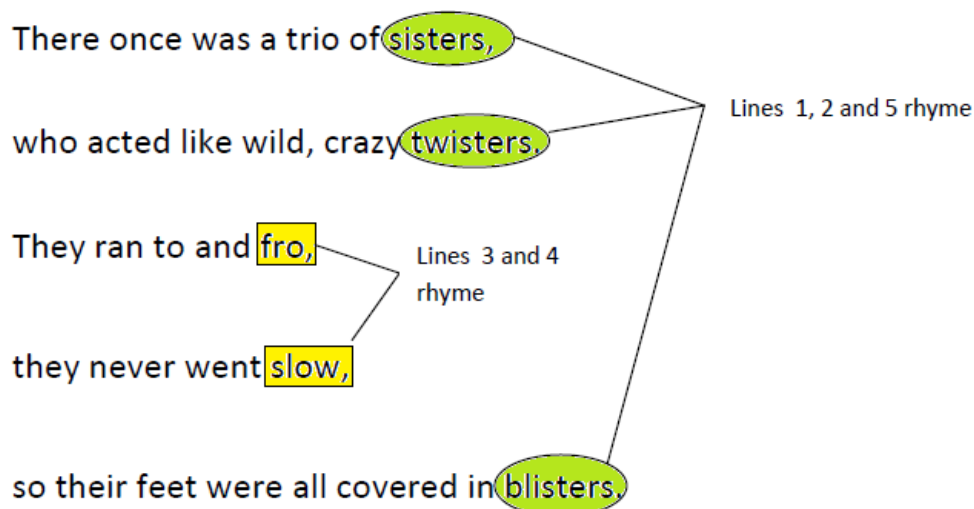 There once was a trio of sisters,
Lines 1, 2 and 5 rhyme
who acted like wild, crazy twisters.
They ran to and fro,
Lines 3 and 4
rhyme
they never went slow,
so their feet were all covered in blisters.